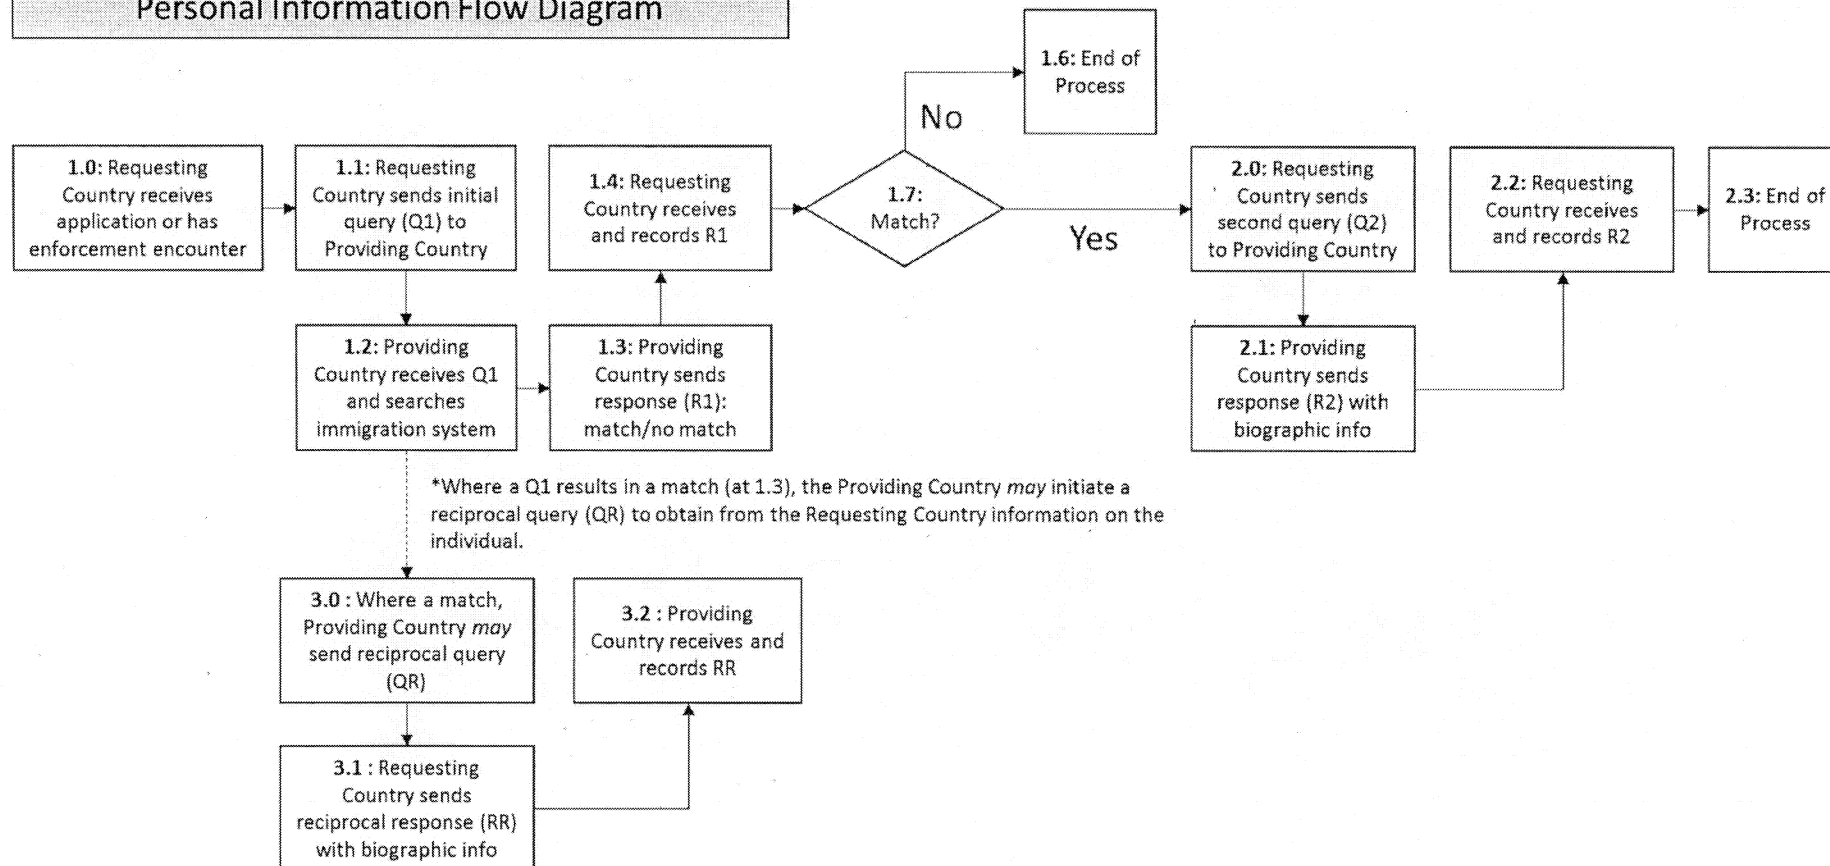 Personal Information Flow Diagram
1.6: End of
Process
No
1.0: Requesting
Country receives
application or has
enforcement encounter
1.1: Requesting
Country sends initial
query (Q1) to
Providing Country
1.4: Requesting
Country receives
and records R1
1.7:
Match?
Yes
2.0: Requesting
Country sends
second query (Q2)
to Providing Country
2.2: Requesting
Country receives
and records R2
2.3: End of
Process
1.2: Providing
Country receives Q1
and searches
immigration system
1.3: Providing
Country sends
response (R1):
match/no match
2.1: Providing
Country sends
response (R2) with
biographic info
*Where a Q1 results in a match (at 1.3), the Providing Country may initiate a
reciprocal query (QR) to obtain from the Requesting Country information on the
individual.
3.0 : Where a match,
Providing Country may
send reciprocal query
(QR)
3.2 : Providing
Country receives and
records RR
3.1 : Requesting
Country sends
reciprocal response (RR)
with biographic info